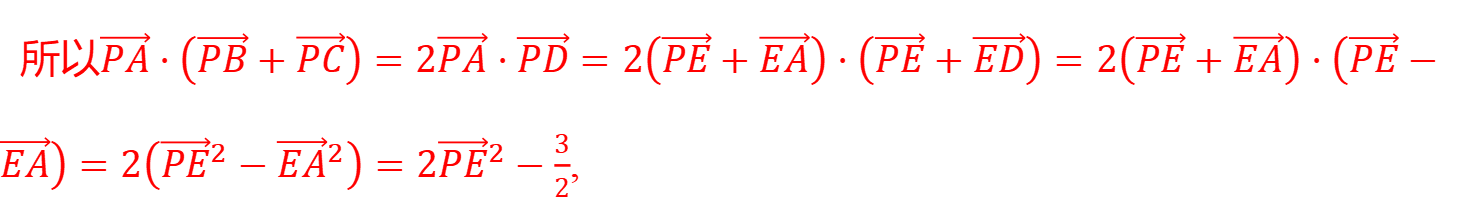 所以$\overrightarrow{PA}\cdot(\overrightarrow{PB}+\overrightarrow{PC})=2\overrightarrow{PA}\cdot\overrightarrow{PD}=2(\overrightarrow{PE}+\overrightarrow{EA})\cdot(\overrightarrow{PE}+\overrightarrow{ED})=2(\overrightarrow{PE}+\overrightarrow{EA})\cdot(\overrightarrow{PE}-$
$\overrightarrow{EA})=2(\overrightarrow{PE}^2-\overrightarrow{EA}^2)=2\overrightarrow{PE}^2-\frac{3}{2},$